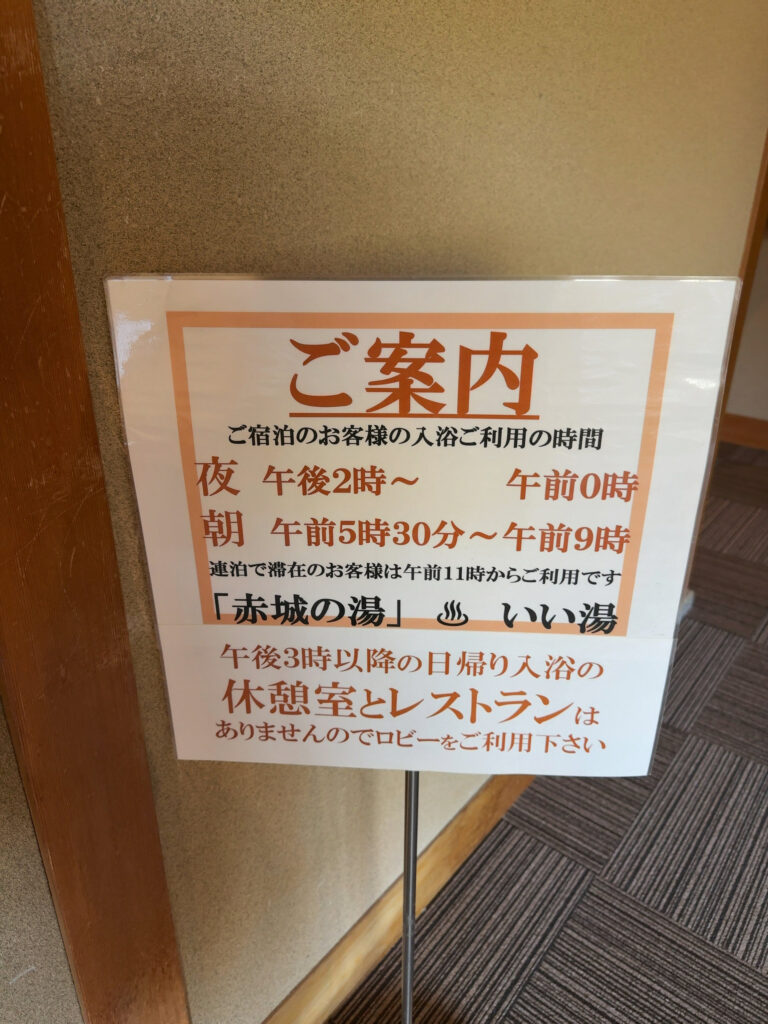 ご案内
ご宿泊のお客様の入浴ご利用の時間
夜 午後2時～ 午前0時
朝 午前5時30分～午前9時
連泊で滞在のお客様は午前11時からご利用です
「赤城の湯」 ♨ いい湯
午後3時以降の日帰り入浴の
休憩室とレストランは
ありませんのでロビーをご利用下さい